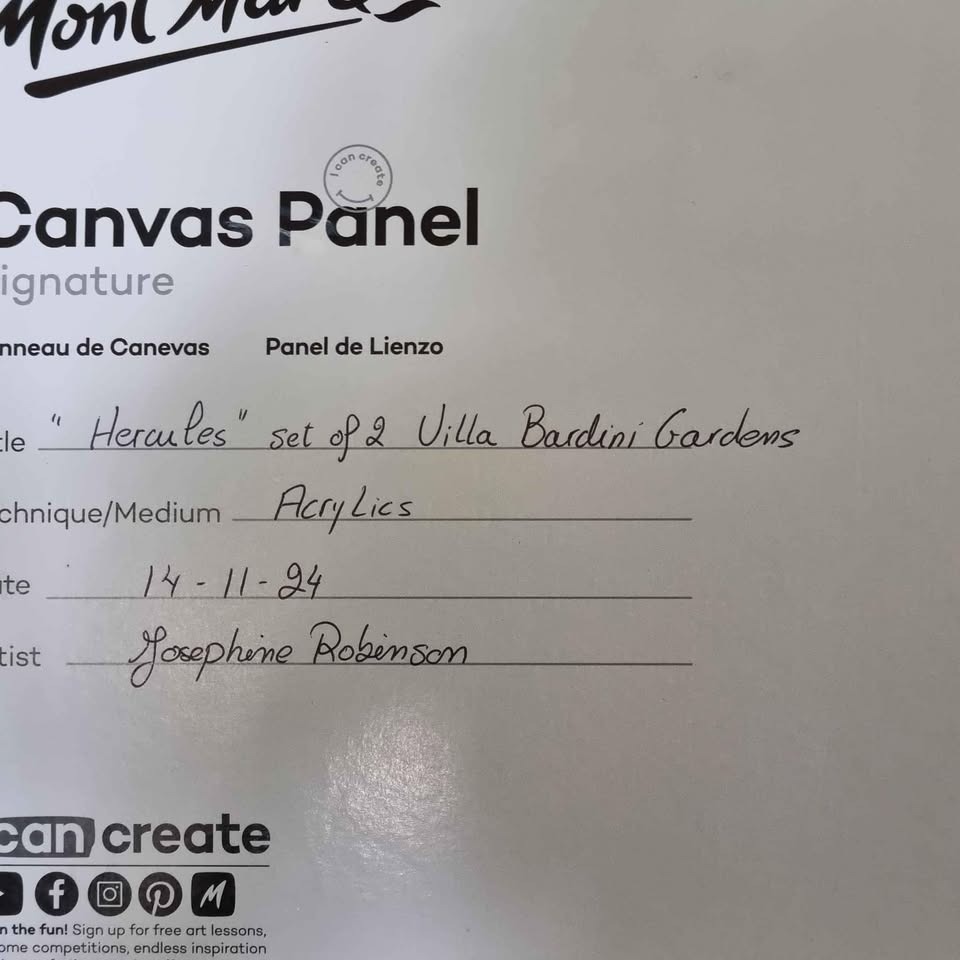 Mont Marte
I can create
Canvas Panel
ignature
nneau de Canevas Panel de Lienzo
tle "Hercules" set of 2 Villa Bardini Gardens
chnique/Medium Acrylics
te 14-11-24
tist Josephine Robinson
can create
n the fun! Sign up for free art lessons,
ome competitions, endless inspiration